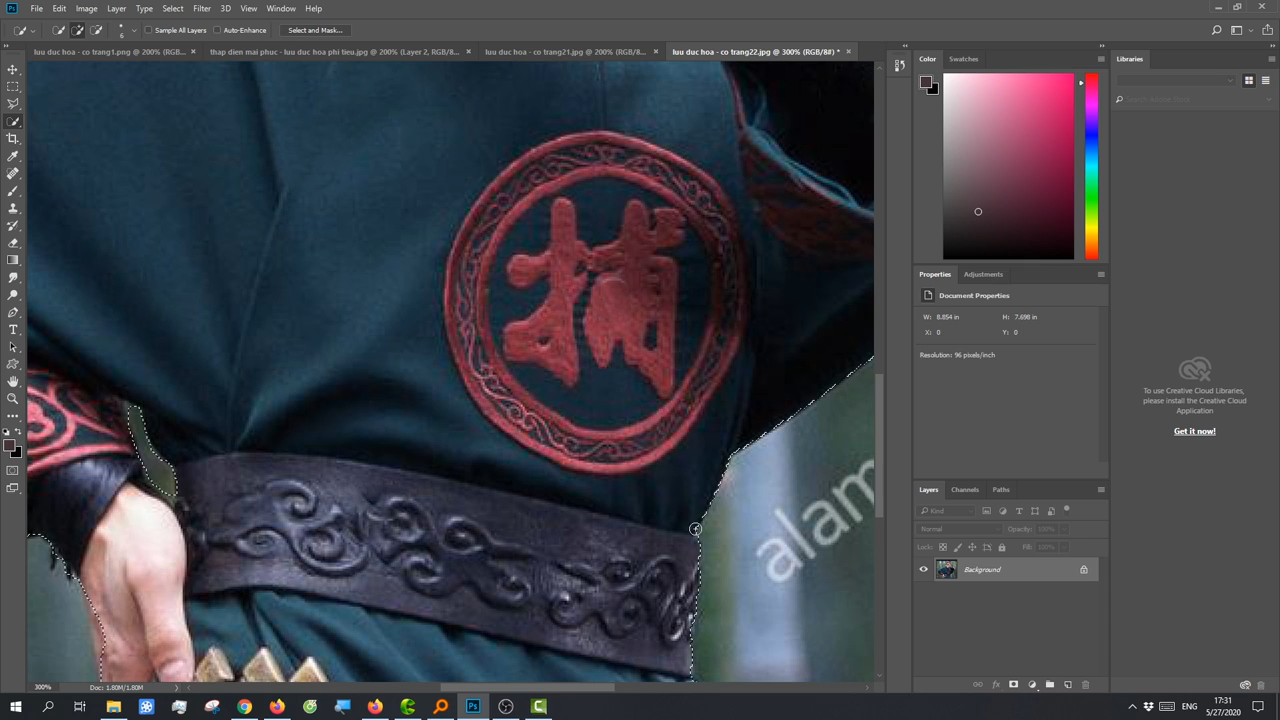 File Edit Image Layer Type Select Filter 3D View Window Help
5 Sample All Layers Auto-Enhance Select and Mask...
luu duc hoa - co trang1.png @ 200% (RGB... × thap dien mai phuc - luu duc hoa phi tieu.jpg @ 200% (Layer 2, RGB/8... × luu duc hoa - co trang21.jpg @ 200% (RGB/8... × luu duc hoa - co trang22.jpg @ 300% (RGB/8#) * ×
Color Swatches
Libraries
Search Adobe Stock
捕
alam
Properties Adjustments
Document Properties
W: 8.854 in H: 7.698 in
X: 0 Y: 0
Resolution: 96 pixels/inch
To use Creative Cloud Libraries,
please install the Creative Cloud
Application
Get it now!
Layers Channels Paths
Kind
Normal Opacity: 100%
Lock: Fill: 100%
Background
300% Doc: 1.80M/1.80M
ENG 17:31
5/27/2020